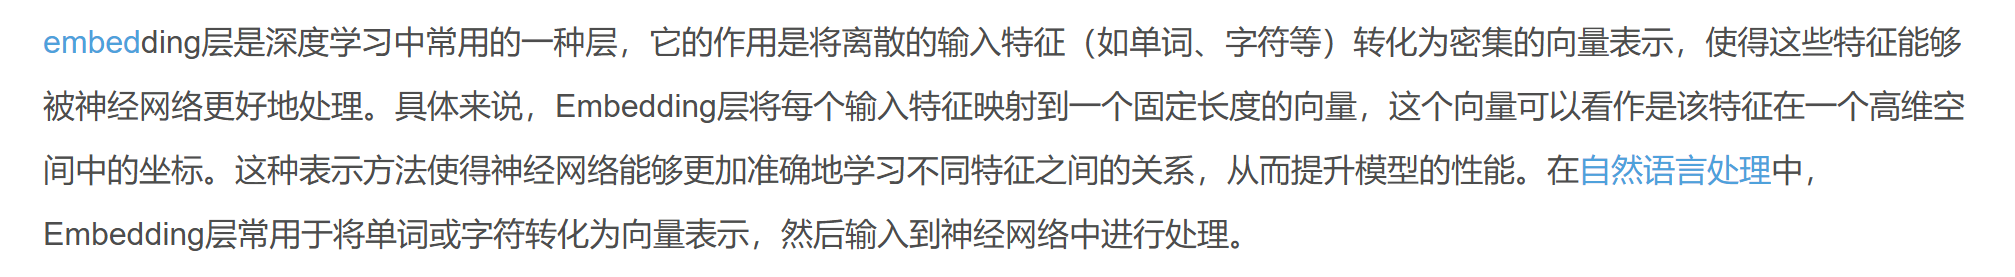 embedding层是深度学习中常用的一种层，它的作用是将离散的输入特征（如单词、字符等）转化为密集的向量表示，使得这些特征能够
被神经网络更好地处理。具体来说，Embedding层将每个输入特征映射到一个固定长度的向量，这个向量可以看作是该特征在一个高维空
间中的坐标。这种表示方法使得神经网络能够更加准确地学习不同特征之间的关系，从而提升模型的性能。在自然语言处理中，
Embedding层常用于将单词或字符转化为向量表示，然后输入到神经网络中进行处理。